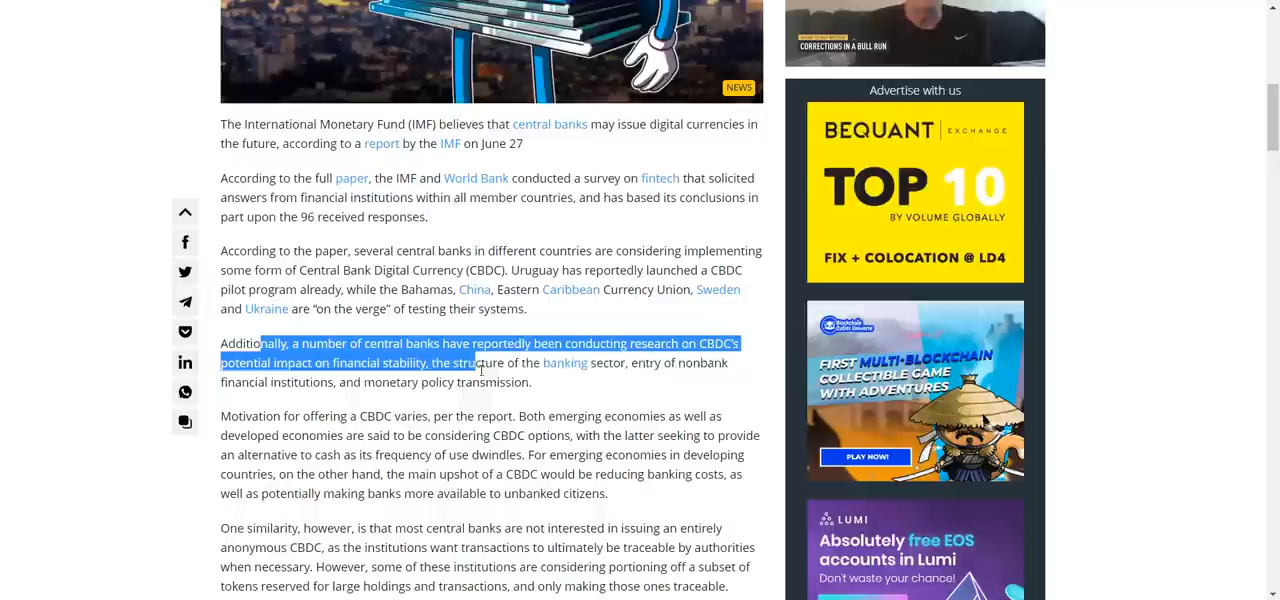 NEWS
The International Monetary Fund (IMF) believes that central banks may issue digital currencies in
the future, according to a report by the IMF on June 27
According to the full paper, the IMF and World Bank conducted a survey on fintech that solicited
answers from financial institutions within all member countries, and has based its conclusions in
part upon the 96 received responses.
According to the paper, several central banks in different countries are considering implementing
some form of Central Bank Digital Currency (CBDC). Uruguay has reportedly launched a CBDC
pilot program already, while the Bahamas, China, Eastern Caribbean Currency Union, Sweden
and Ukraine are “on the verge” of testing their systems.
Additionally, a number of central banks have reportedly been conducting research on CBDC’s
potential impact on financial stability, the structure of the banking sector, entry of nonbank
financial institutions, and monetary policy transmission.
Motivation for offering a CBDC varies, per the report. Both emerging economies as well as
developed economies are said to be considering CBDC options, with the latter seeking to provide
an alternative to cash as its frequency of use dwindles. For emerging economies in developing
countries, on the other hand, the main upshot of a CBDC would be reducing banking costs, as
well as potentially making banks more available to unbanked citizens.
One similarity, however, is that most central banks are not interested in issuing an entirely
anonymous CBDC, as the institutions want transactions to ultimately be traceable by authorities
when necessary. However, some of these institutions are considering portioning off a subset of
tokens reserved for large holdings and transactions, and only making those ones traceable.
CORRECTIONS IN A BULL RUN
Advertise with us
BEQUANT | EXCHANGE
TOP 10
BY VOLUME GLOBALLY
FIX + COLOCATION @ LD4
Blockchain
Cuties Universe
FIRST MULTI-BLOCKCHAIN
COLLECTIBLE GAME
WITH ADVENTURES
PLAY NOW!
LUMI
Absolutely free EOS
accounts in Lumi
Don't waste your chance!